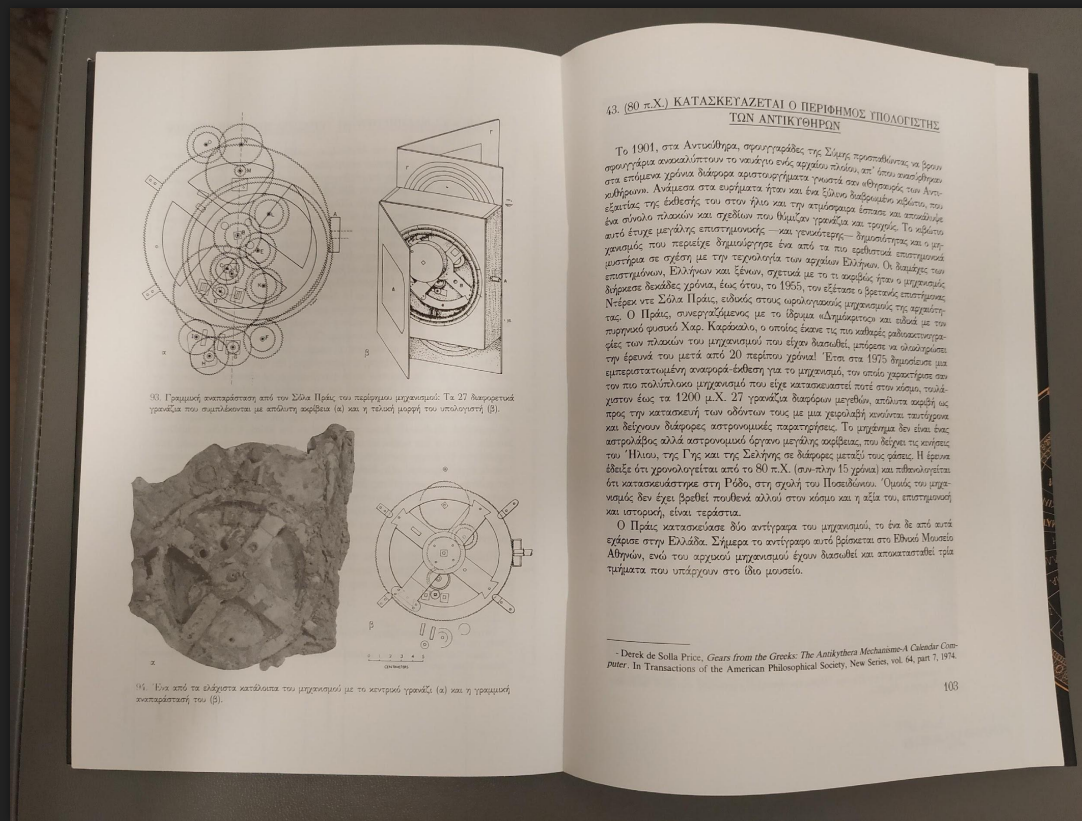 93. Γραμμική αναπαράσταση από τον Σόλα Πράις του περίφημου μηχανισμού: Τα 27 διαφορετικά
γρανάζια που συμπλέκονται με απόλυτη ακρίβεια (α) και η τελική μορφή του υπολογιστή (β).
94. Ένα από τα ελάχιστα κατάλοιπα του μηχανισμού με το κεντρικό γρανάζι (α) και η γραμμική
αναπαράστασή του (β).
43. (80 π.Χ.) ΚΑΤΑΣΚΕΥΑΖΕΤΑΙ Ο ΠΕΡΙΦΗΜΟΣ ΥΠΟΛΟΓΙΣΤΗΣ
ΤΩΝ ΑΝΤΙΚΥΘΗΡΩΝ
Το 1901, στα Αντικύθηρα, σφουγγαράδες της Σύμης προσπαθώντας να βρουν
σφουγγάρια ανακαλύπτουν το ναυάγιο ενός αρχαίου πλοίου, απ' όπου ανασύρθηκαν
στα επόμενα χρόνια διάφορα αριστουργήματα γνωστά σαν «Θησαυρός των Αντι-
κυθήρων». Ανάμεσα στα ευρήματα ήταν και ένα ξύλινο διαβρωμένο κιβώτιο, που
εξαιτίας της έκθεσής του στον ήλιο και την ατμόσφαιρα έσπασε και αποκάλυψε
ένα σύνολο πλακών και σχεδίων που θύμιζαν γρανάζια και τροχούς. Το κιβώτιο
αυτό έτυχε μεγάλης επιστημονικής —και γενικότερης— δημοσιότητας και ο μη-
χανισμός που περιείχε δημιούργησε ένα από τα πιο ερεθιστικά επιστημονικά
μυστήρια σε σχέση με την τεχνολογία των αρχαίων Ελλήνων. Οι διαμάχες των
επιστημόνων, Ελλήνων και ξένων, σχετικά με το τι ακριβώς ήταν ο μηχανισμός
διήρκεσε δεκάδες χρόνια, έως ότου, το 1955, τον εξέτασε ο βρετανός επιστήμονας
Ντέρεκ ντε Σόλα Πράις, ειδικός στους ωρολογιακούς μηχανισμούς της αρχαιότη-
τας. Ο Πράις, συνεργαζόμενος με το ίδρυμα «Δημόκριτος» και ειδικά με τον
πυρηνικό φυσικό Χαρ. Καράκαλο, ο οποίος έκανε τις πιο καθαρές ραδιοακτινογρα-
φίες των πλακών του μηχανισμού που είχαν διασωθεί, μπόρεσε να ολοκληρώσει
την έρευνά του μετά από 20 περίπου χρόνια! Έτσι στα 1975 δημοσίευσε μια
εμπεριστατωμένη αναφορά-έκθεση για το μηχανισμό, τον οποίο χαρακτήρισε σαν
τον πιο πολύπλοκο μηχανισμό που είχε κατασκευαστεί ποτέ στον κόσμο, τουλά-
χιστον έως τα 1200 μ.Χ. 27 γρανάζια διαφόρων μεγεθών, απόλυτα ακριβή ως
προς την κατασκευή των οδόντων τους με μια χειρολαβή κινούνται ταυτόχρονα
και δείχνουν διάφορες αστρονομικές παρατηρήσεις. Το μηχάνημα δεν είναι ένας
αστρολάβος αλλά αστρονομικό όργανο μεγάλης ακρίβειας, που δείχνει τις κινήσεις
του Ήλιου, της Γης και της Σελήνης σε διάφορες μεταξύ τους φάσεις. Η έρευνα
έδειξε ότι χρονολογείται από το 80 π.Χ. (συν-πλην 15 χρόνια) και πιθανολογείται
ότι κατασκευάστηκε στη Ρόδο, στη σχολή του Ποσειδώνιου. Όμοιός του μηχα-
νισμός δεν έχει βρεθεί πουθενά αλλού στον κόσμο και η αξία του, επιστημονική
και ιστορική, είναι τεράστια.
Ο Πράις κατασκεύασε δύο αντίγραφα του μηχανισμού, το ένα δε από αυτά
εχάρισε στην Ελλάδα. Σήμερα το αντίγραφο αυτό βρίσκεται στο Εθνικό Μουσείο
Αθηνών, ενώ του αρχικού μηχανισμού έχουν διασωθεί και αποκατασταθεί τρία
τμήματα που υπάρχουν στο ίδιο μουσείο.
- Derek de Solla Price, Gears from the Greeks: The Antikythera Mechanisme-A Calendar Com-
puter. In Transactions of the American Philosophical Society, New Series, vol. 64, part 7, 1974.
103